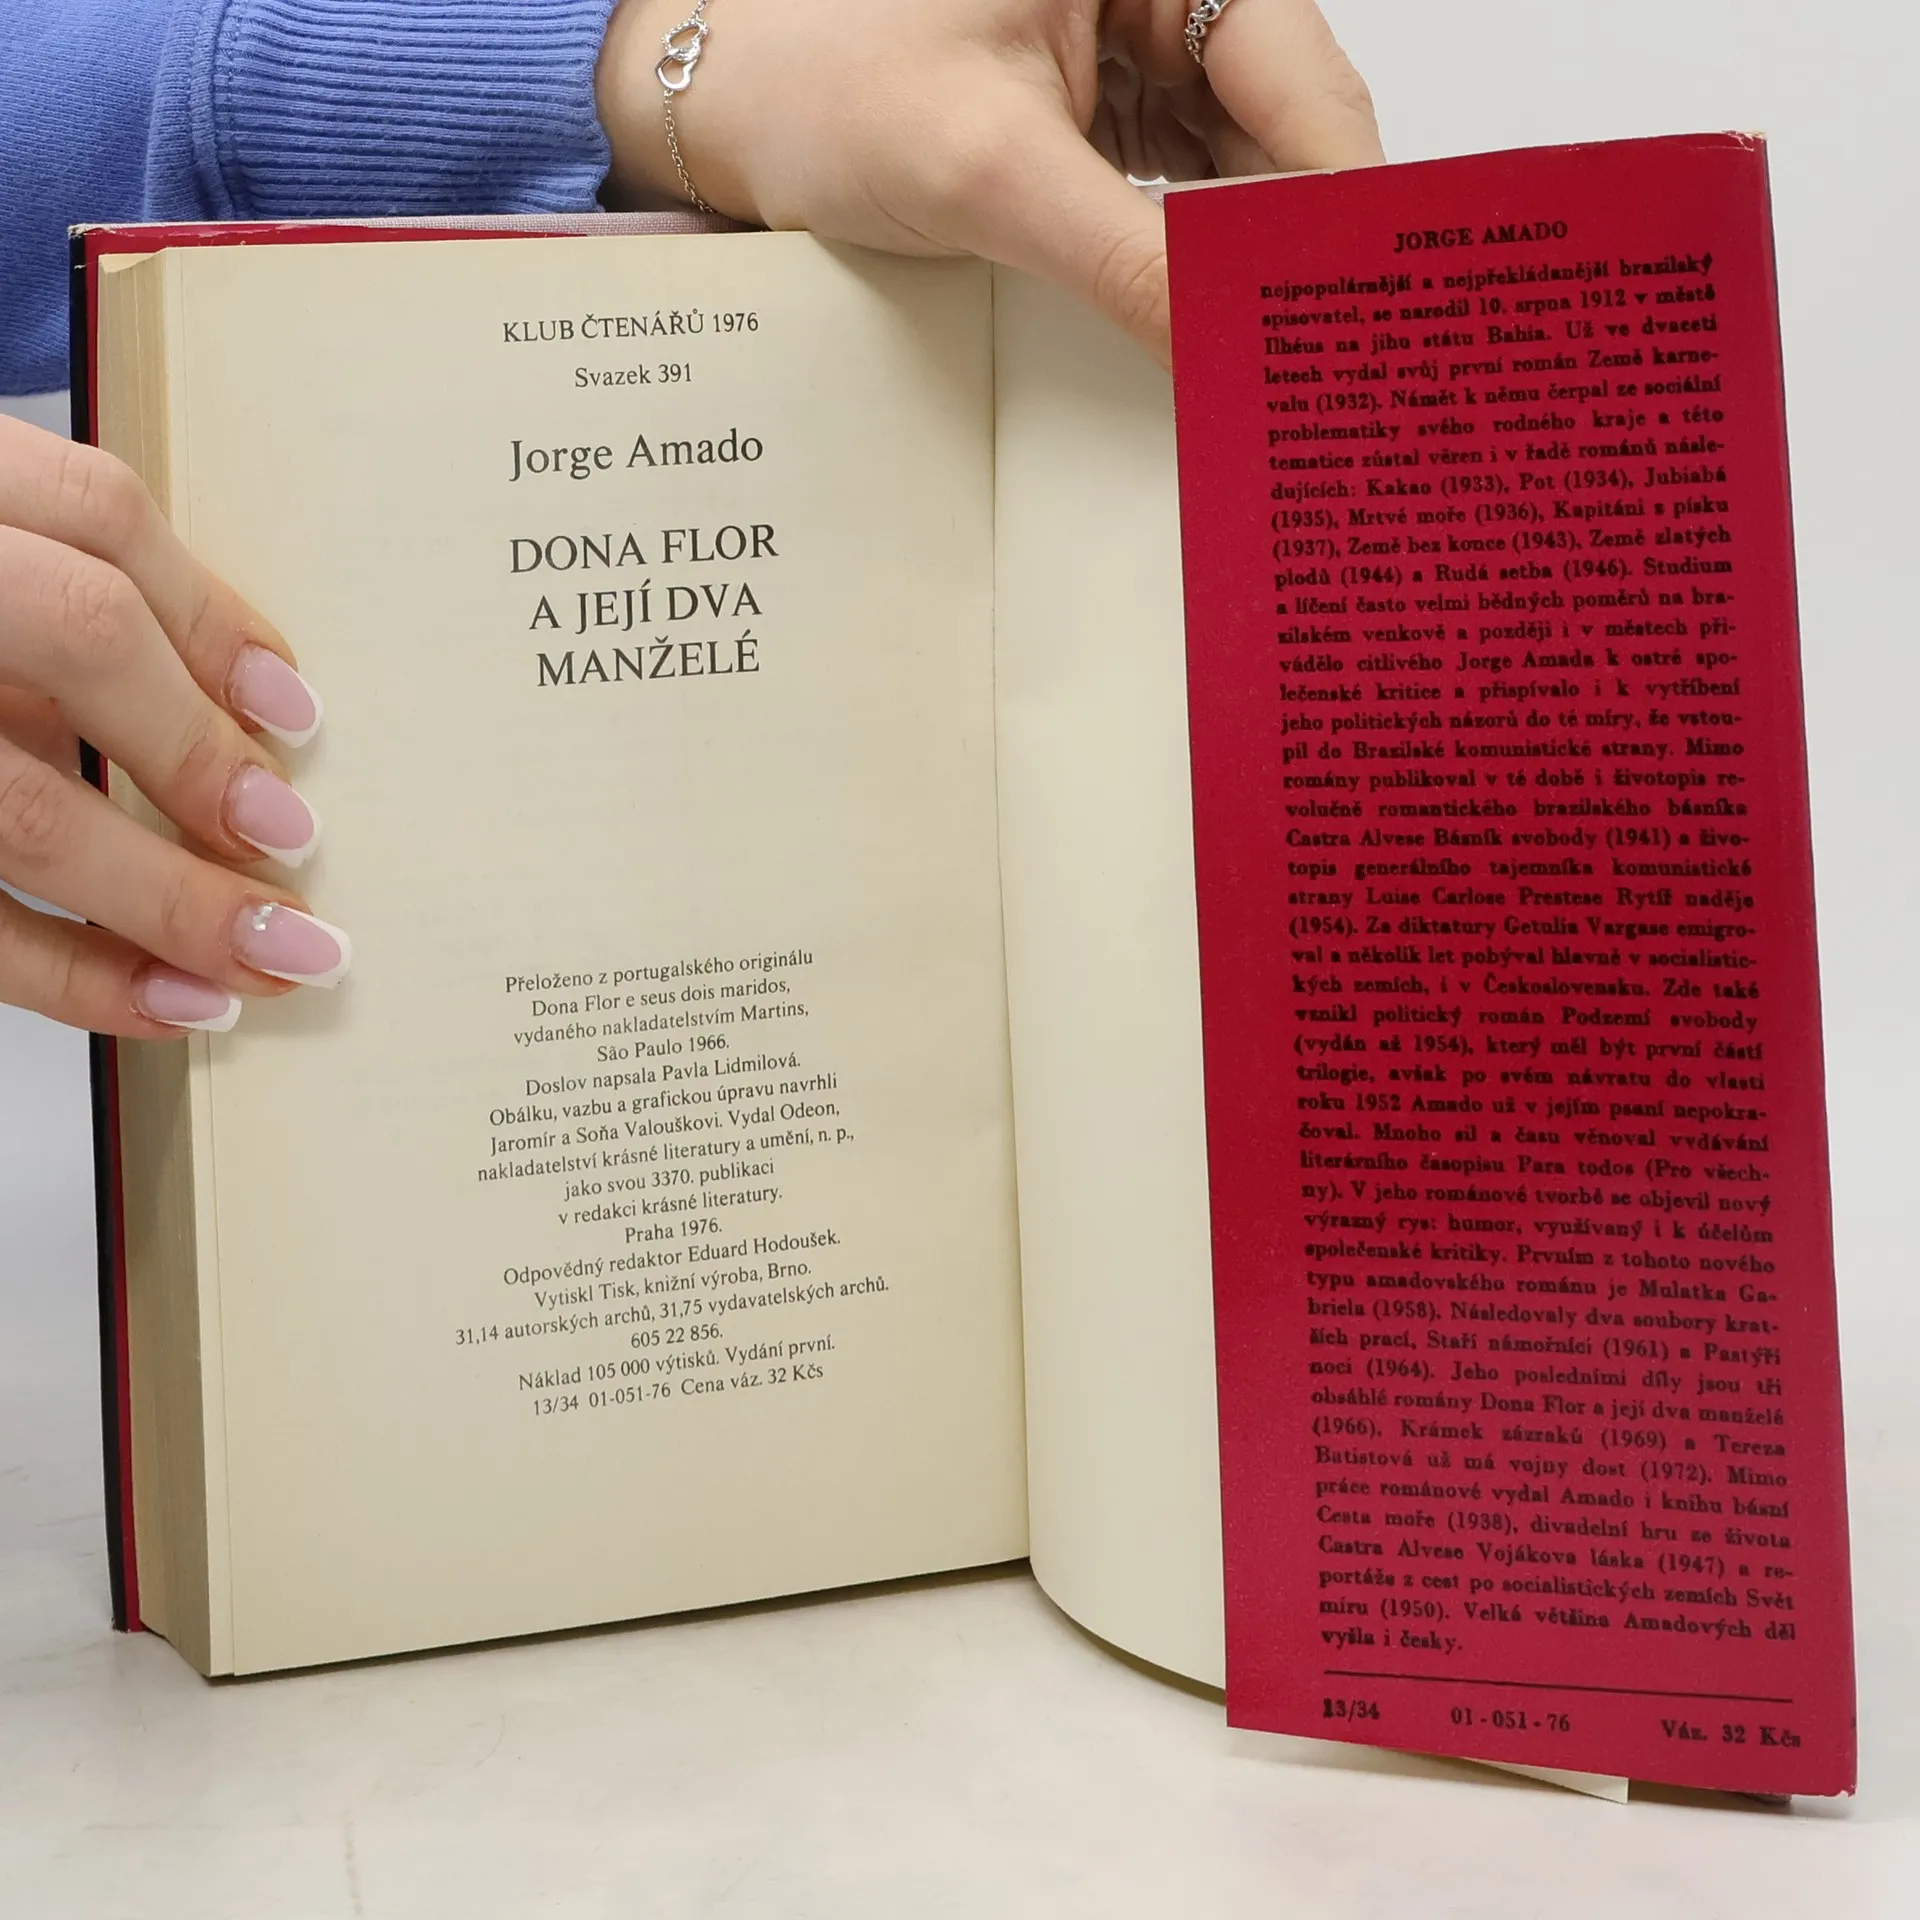 KLUB ČTENÁŘŮ 1976
Svazek 391
Jorge Amado
DONA FLOR
A JEJÍ DVA
MANŽELÉ
Přeloženo z portugalského originálu
Dona Flor e seus dois maridos,
vydaného nakladatelstvím Martins,
São Paulo 1966.
Doslov napsala Pavla Lidmilová.
Obálku, vazbu a grafickou úpravu navrhli
Jaromír a Soňa Valouškovi. Vydal Odeon,
nakladatelství krásné literatury a umění, n. p.,
jako svou 3370. publikaci
v redakci krásné literatury.
Praha 1976.
Odpovědný redaktor Eduard Hodoušek.
Vytiskl Tisk, knižní výroba, Brno.
31,14 autorských archů, 31,75 vydavatelských archů.
605 22 856.
Náklad 105 000 výtisků. Vydání první.
13/34 01-051-76 Cena váz. 32 Kčs
JORGE AMADO
nejpopulárnější a nejpřekládanější brazilský
spisovatel, se narodil 10. srpna 1912 v městě
Ilhéus na jihu státu Bahia. Už ve dvaceti
letech vydal svůj první román Země karne-
valu (1932). Námět k němu čerpal ze sociální
problematiky svého rodného kraje a této
tematice zůstal věren i v řadě románů násle-
dujících: Kakao (1933), Pot (1934), Jubiabá
(1935), Mrtvé moře (1936), Kapitáni z písku
(1937), Země bez konce (1943), Země zlatých
plodů (1944) a Rudá setba (1946). Studium
a líčení často velmi bědných poměrů na bra-
zilském venkově a později i v městech při-
vádělo citlivého Jorge Amada k ostré spo-
lečenské kritice a přispívalo i k vytříbení
jeho politických názorů do té míry, že vstou-
pil do Brazilské komunistické strany. Mimo
romány publikoval v té době i životopis re-
volučně romantického brazilského básníka
Castra Alvese Básník svobody (1941) a živo-
topis generálního tajemníka komunistické
strany Luise Carlose Prestese Rytíř naděje
(1954). Za diktatury Getulia Vargase emigro-
val a několik let pobýval hlavně v socialistic-
kých zemích, i v Československu. Zde také
vznikl politický román Podzemí svobody
(vydán až 1954), který měl být první částí
trilogie, avšak po svém návratu do vlasti
roku 1952 Amado už v jejím psaní nepokra-
čoval. Mnoho sil a času věnoval vydávání
literárního časopisu Para todos (Pro všech-
ny). V jeho románové tvorbě se objevil nový
výrazný rys: humor, využívaný i k účelům
společenské kritiky. Prvním z tohoto nového
typu amadovského románu je Mulatka Ga-
briela (1958). Následovaly dva soubory krat-
ších prací, Staří námořníci (1961) a Pastýři
noci (1964). Jeho posledními díly jsou tři
obsáhlé romány Dona Flor a její dva manželé
(1966), Krámek zázraků (1969) a Tereza
Batistová už má vojny dost (1972). Mimo
práce románové vydal Amado i knihu básní
Cesta moře (1938), divadelní hru ze života
Castra Alvese Vojákova láska (1947) a re-
portáže z cest po socialistických zemích Svět
míru (1950). Velká většina Amadových děl
vyšla i česky.
13/34 01-051-76 Váz. 32 Kčs